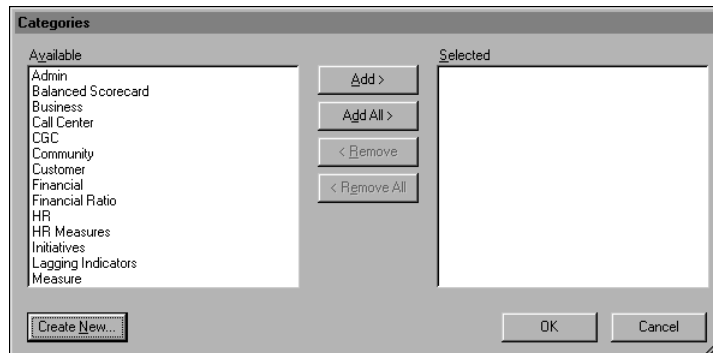 Categories
Available
Admin
Balanced Scorecard
Business
Call Center
CGC
Community
Customer
Financial
Financial Ratio
HR
HR Measures
Initiatives
Lagging Indicators
Measure
Add >
Add All >
< Remove
< Remove All
Selected
Create New...
OK
Cancel